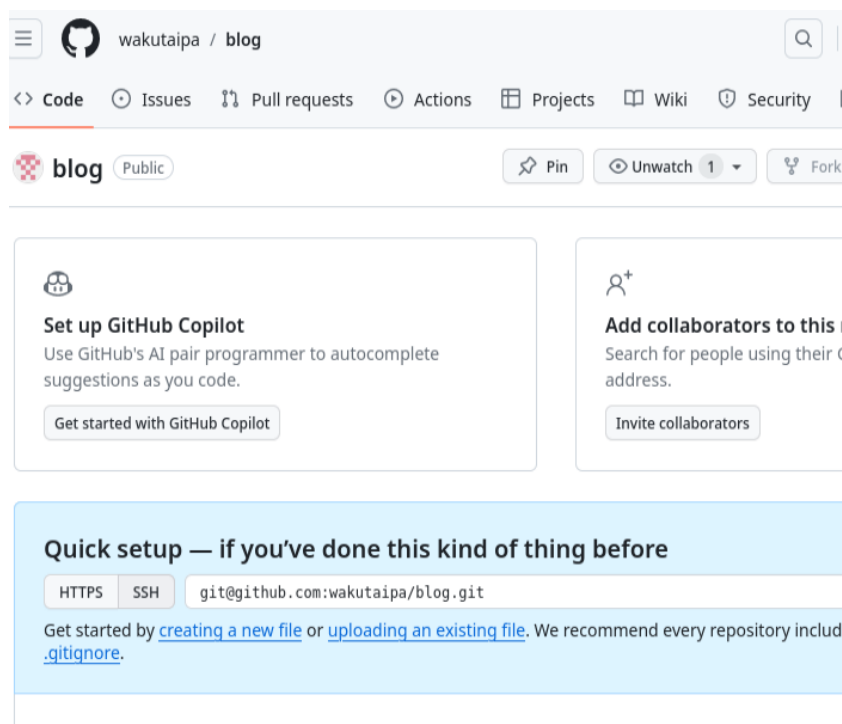 wakutaipa / blog
Code Issues Pull requests Actions Projects Wiki Security
blog Public Pin Unwatch 1 Fork
Set up GitHub Copilot
Use GitHub's AI pair programmer to autocomplete
suggestions as you code.
Get started with GitHub Copilot
Add collaborators to this
Search for people using their
address.
Invite collaborators
Quick setup — if you've done this kind of thing before
HTTPS SSH git@github.com:wakutaipa/blog.git
Get started by creating a new file or uploading an existing file. We recommend every repository includ
.gitignore.